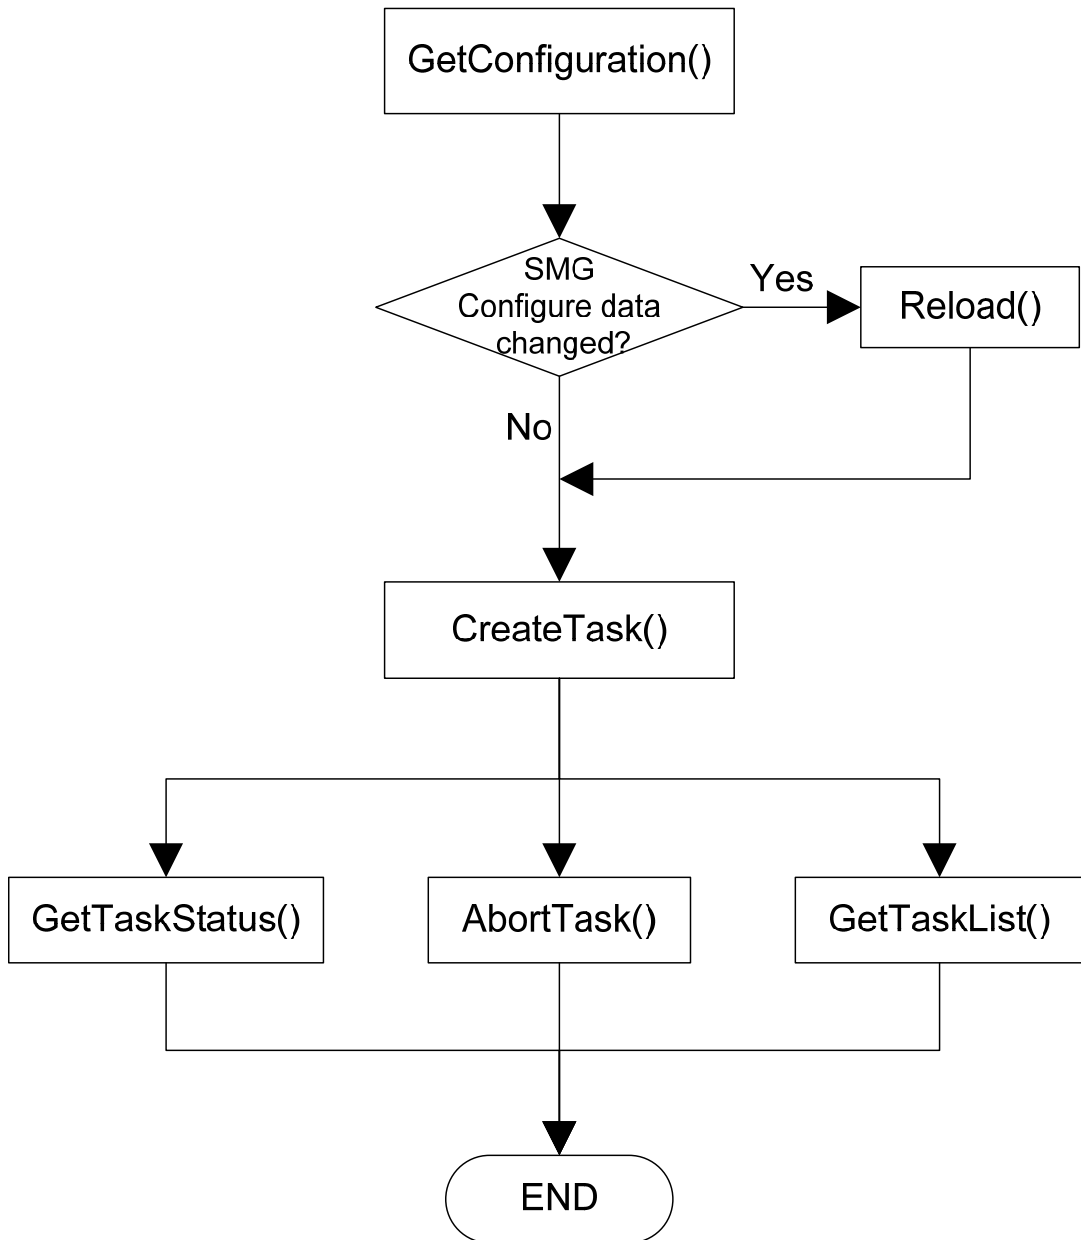 GetConfiguration()
SMG
Configure data
changed?
Yes
Reload()
No
CreateTask()
GetTaskStatus()
AbortTask()
GetTaskList()
END